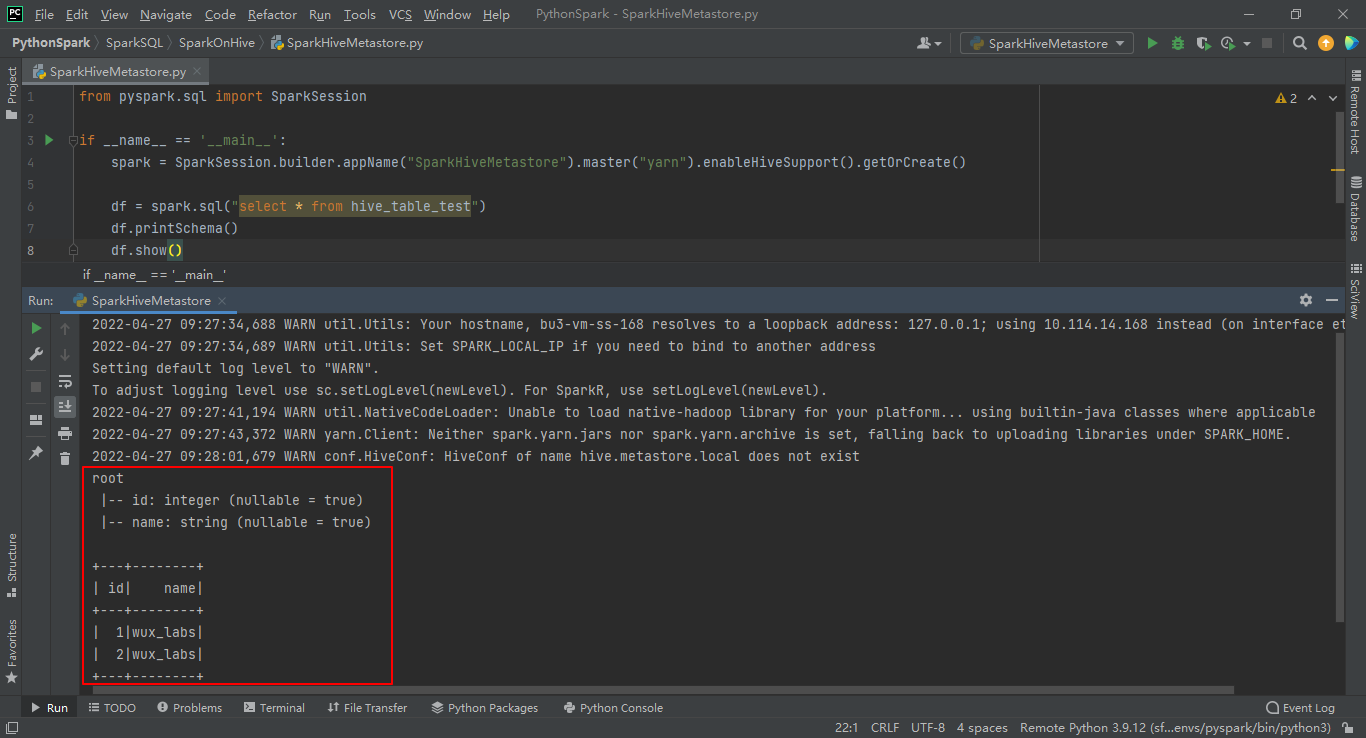 PC File Edit View Navigate Code Refactor Run Tools VCS Window Help PythonSpark - SparkHiveMetastore.py
PythonSpark SparkSQL SparkOnHive SparkHiveMetastore.py SparkHiveMetastore
Project
SparkHiveMetastore.py
1 from pyspark.sql import SparkSession
2
3 if __name__ == '__main__':
4 spark = SparkSession.builder.appName("SparkHiveMetastore").master("yarn").enableHiveSupport().getOrCreate()
5
6 df = spark.sql("select * from hive_table_test")
7 df.printSchema()
8 df.show()
2
if __name__ == '__main__'
Remote Host
Database
SciView
Run: SparkHiveMetastore
2022-04-27 09:27:34,688 WARN util.Utils: Your hostname, bu3-vm-ss-168 resolves to a loopback address: 127.0.0.1; using 10.114.14.168 instead (on interface et
2022-04-27 09:27:34,689 WARN util.Utils: Set SPARK_LOCAL_IP if you need to bind to another address
Setting default log level to "WARN".
To adjust logging level use sc.setLogLevel(newLevel). For SparkR, use setLogLevel(newLevel).
2022-04-27 09:27:41,194 WARN util.NativeCodeLoader: Unable to load native-hadoop library for your platform... using builtin-java classes where applicable
2022-04-27 09:27:43,372 WARN yarn.Client: Neither spark.yarn.jars nor spark.yarn.archive is set, falling back to uploading libraries under SPARK_HOME.
2022-04-27 09:28:01,679 WARN conf.HiveConf: HiveConf of name hive.metastore.local does not exist
root
 |-- id: integer (nullable = true)
 |-- name: string (nullable = true)
+---+--------+
| id|    name|
+---+--------+
|  1|wux_labs|
|  2|wux_labs|
+---+--------+
Structure
Favorites
Run TODO Problems Terminal File Transfer Python Packages Python Console Event Log
22:1 CRLF UTF-8 4 spaces Remote Python 3.9.12 (sf...envs/pyspark/bin/python3)